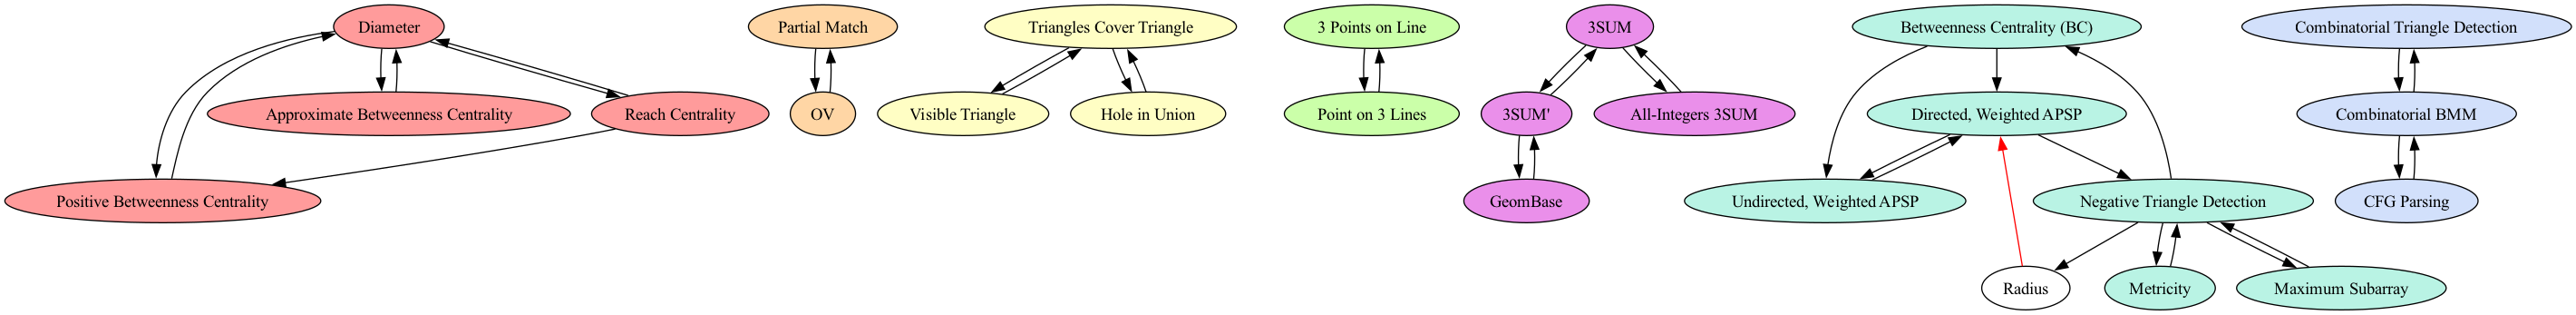 Diameter
Partial Match
Triangles Cover Triangle
3 Points on Line
3SUM
Betweenness Centrality (BC)
Combinatorial Triangle Detection
Approximate Betweenness Centrality
Reach Centrality
OV
Visible Triangle
Hole in Union
Point on 3 Lines
3SUM'
All-Integers 3SUM
Directed, Weighted APSP
Combinatorial BMM
Positive Betweenness Centrality
GeomBase
Undirected, Weighted APSP
Negative Triangle Detection
CFG Parsing
Radius
Metricity
Maximum Subarray